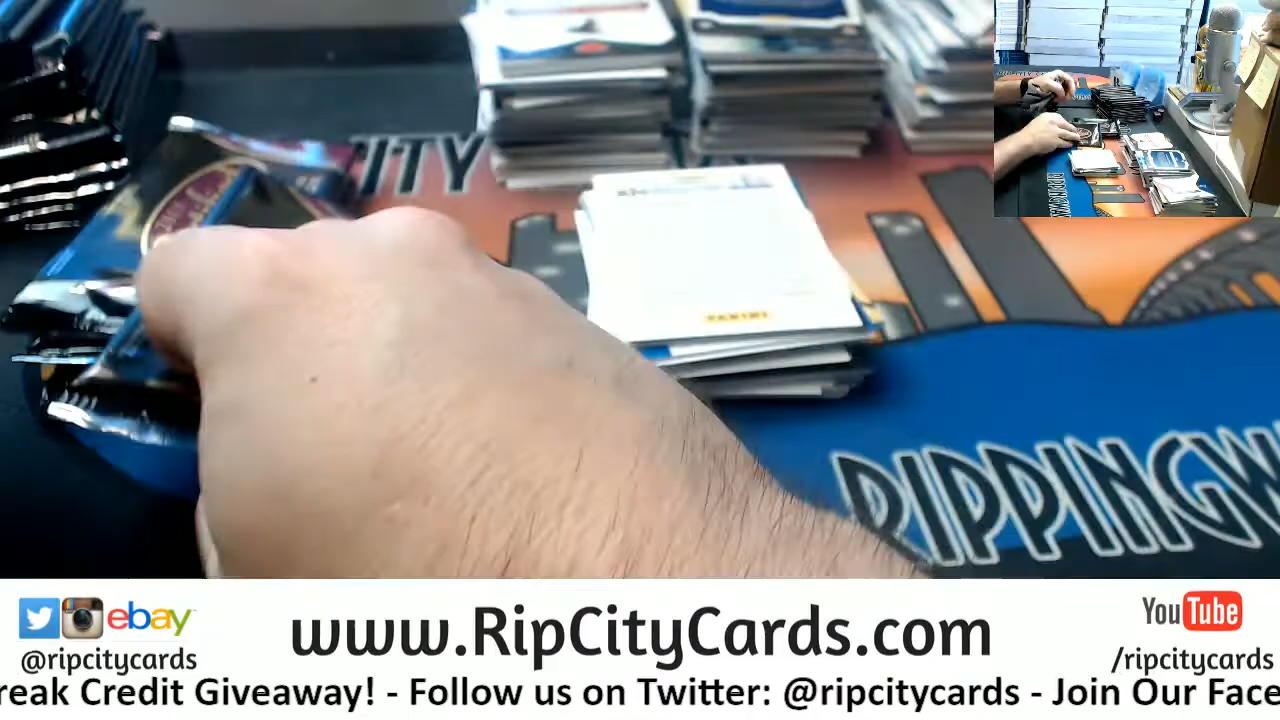 CITY
PANINI
RIPPINGW
ebay
@ripcitycards
www.RipCityCards.com
YouTube
/ripcitycards
reak Credit Giveaway! - Follow us on Twitter: @ripcitycards - Join Our Face